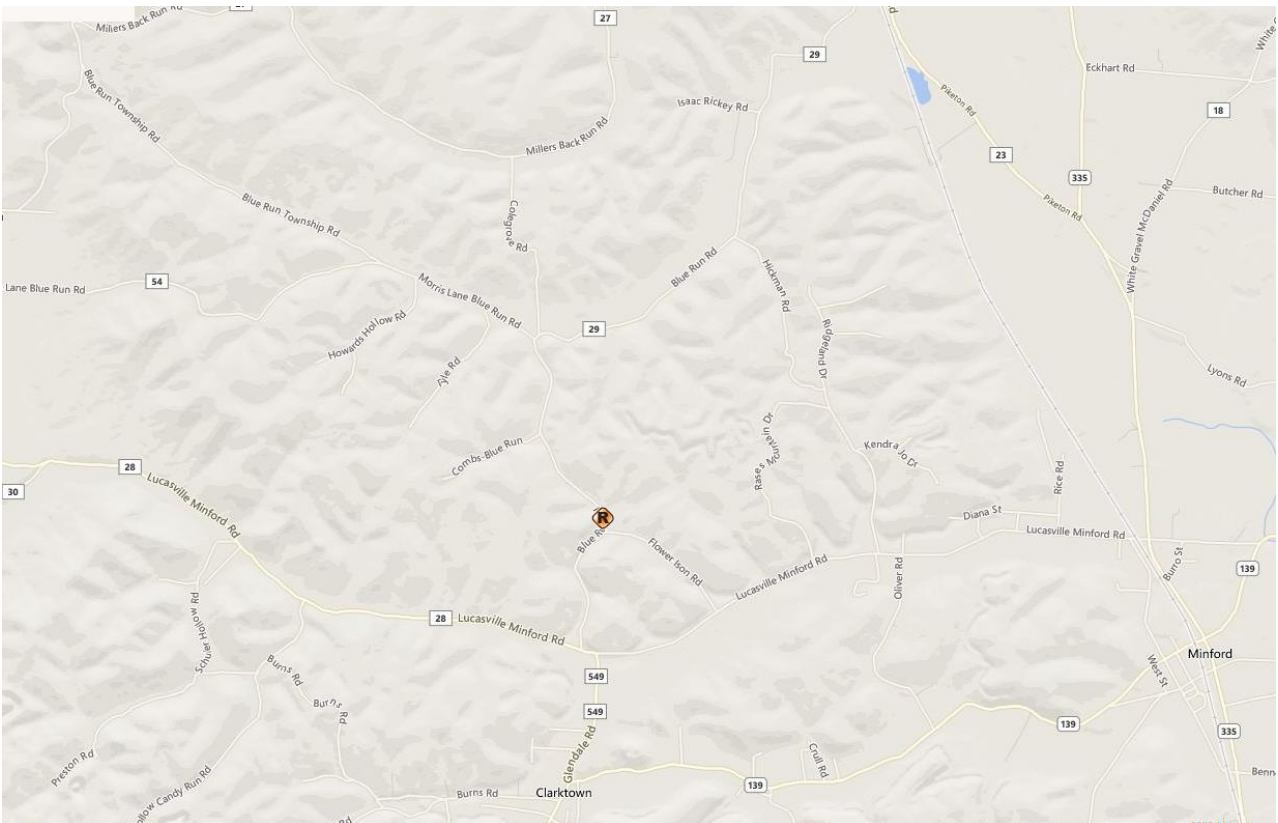 Millers Back Run Rd
27
29
Eckhart Rd
Blue Run Township Rd
Isaac Rickey Rd
Piketon Rd
18
Millers Back Run Rd
23
335
Butcher Rd
Blue Run Township Rd
Colegrove Rd
Piketon Rd
White Gravel McDaniel Rd
Lane Blue Run Rd
54
Morris Lane Blue Run Rd
Blue Run Rd
Hickman Rd
Howards Hollow Rd
29
Ridgeland Dr
Lyons Rd
Combs-Blue Run
Rases Mountain Dr
Kendra Jo Dr
28
30
Lucasville Minford Rd
Rice Rd
R
Diana St
Lucasville Minford Rd
Flower Ison Rd
Lucasville Minford Rd
Oliver Rd
Burro St
139
Schuler Hollow Rd
28
Lucasville Minford Rd
Minford
Burns Rd
549
West St
Burns Rd
549
139
335
Preston Rd
Glendale Rd
Crull Rd
139
Burns Rd
Clarktown
Rd